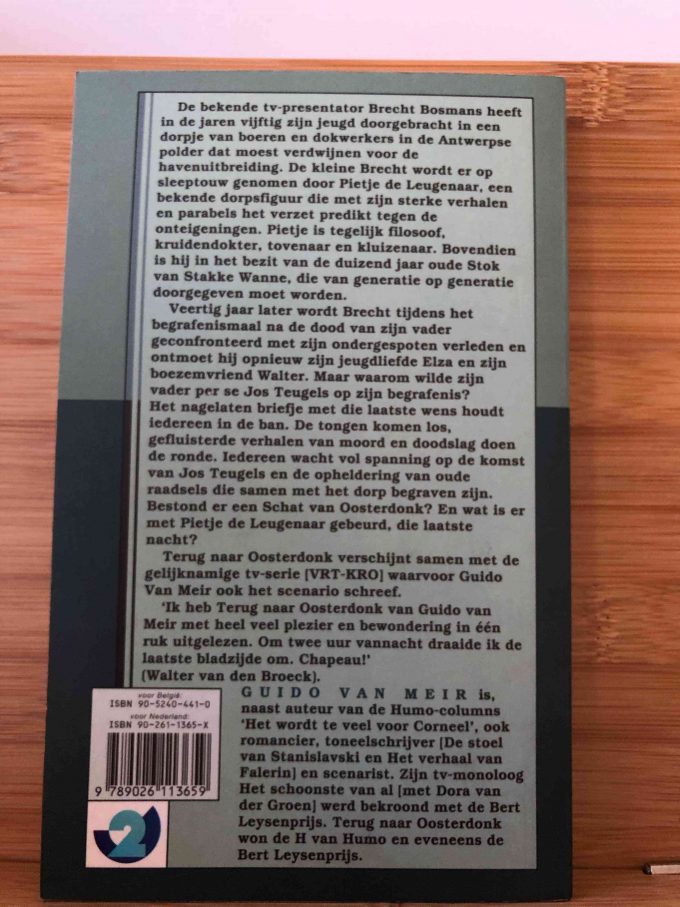 De bekende tv-presentator Brecht Bosmans heeft
in de jaren vijftig zijn jeugd doorgebracht in een
dorpje van boeren en dokwerkers in de Antwerpse
polder dat moest verdwijnen voor de
havenuitbreiding. De kleine Brecht wordt er op
sleeptouw genomen door Pietje de Leugenaar, een
bekende dorpsfiguur die met zijn sterke verhalen
en parabels het verzet predikt tegen de
onteigeningen. Pietje is tegelijk filosoof,
kruidendokter, tovenaar en kluizenaar. Bovendien
is hij in het bezit van de duizend jaar oude Stok
van Stakke Wanne, die van generatie op generatie
doorgegeven moet worden.
Veertig jaar later wordt Brecht tijdens het
begrafenismaal na de dood van zijn vader
geconfronteerd met zijn ondergespoten verleden en
ontmoet hij opnieuw zijn jeugdliefde Elza en zijn
boezemvriend Walter. Maar waarom wilde zijn
vader per se Jos Teugels op zijn begrafenis?
Het nagelaten briefje met die laatste wens houdt
iedereen in de ban. De tongen komen los,
gefluisterde verhalen van moord en doodslag doen
de ronde. Iedereen wacht vol spanning op de komst
van Jos Teugels en de opheldering van oude
raadsels die samen met het dorp begraven zijn.
Bestond er een Schat van Oosterdonk? En wat is er
met Pietje de Leugenaar gebeurd, die laatste
nacht?
Terug naar Oosterdonk verschijnt samen met de
gelijknamige tv-serie [VRT-KRO] waarvoor Guido
Van Meir ook het scenario schreef.
'Ik heb Terug naar Oosterdonk van Guido van
Meir met heel veel plezier en bewondering in één
ruk uitgelezen. Om twee uur vannacht draaide ik de
laatste bladzijde om. Chapeau!'
(Walter van den Broeck).
GUIDO VAN MEIR is,
naast auteur van de Humo-columns
'Het wordt te veel voor Corneel', ook
romancier, toneelschrijver [De stoel
van Stanislavski en Het verhaal van
Falerin] en scenarist. Zijn tv-monoloog
Het schoonste van al [met Dora van
der Groen] werd bekroond met de Bert
Leysenprijs. Terug naar Oosterdonk
won de H van Humo en eveneens de
Bert Leysenprijs.
voor België:
ISBN 90-5240-441-0
voor Nederland:
ISBN 90-261-1365-X
9 789026 113659
2